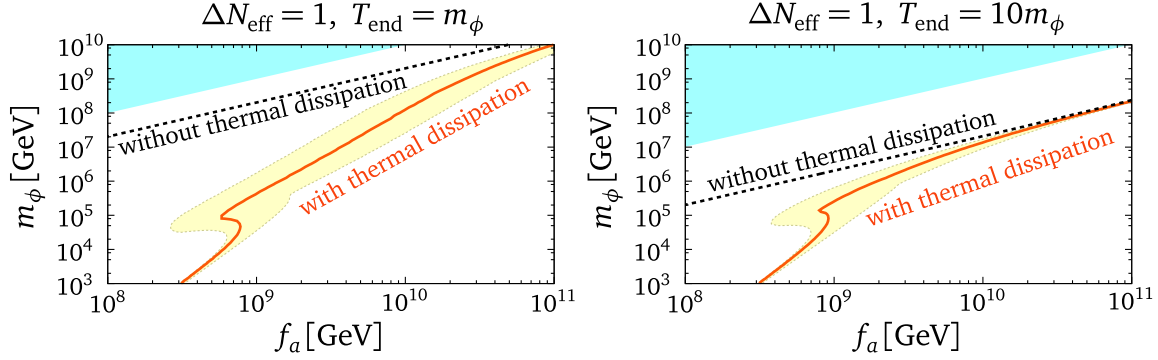 ΔN_eff = 1, T_end = m_ϕ
10^10
10^9
10^8
10^7
10^6
10^5
10^4
10^3
m_ϕ [GeV]
without thermal dissipation
with thermal dissipation
10^8 10^9 10^10 10^11
f_a [GeV]
ΔN_eff = 1, T_end = 10m_ϕ
10^10
10^9
10^8
10^7
10^6
10^5
10^4
10^3
m_ϕ [GeV]
without thermal dissipation
with thermal dissipation
10^8 10^9 10^10 10^11
f_a [GeV]